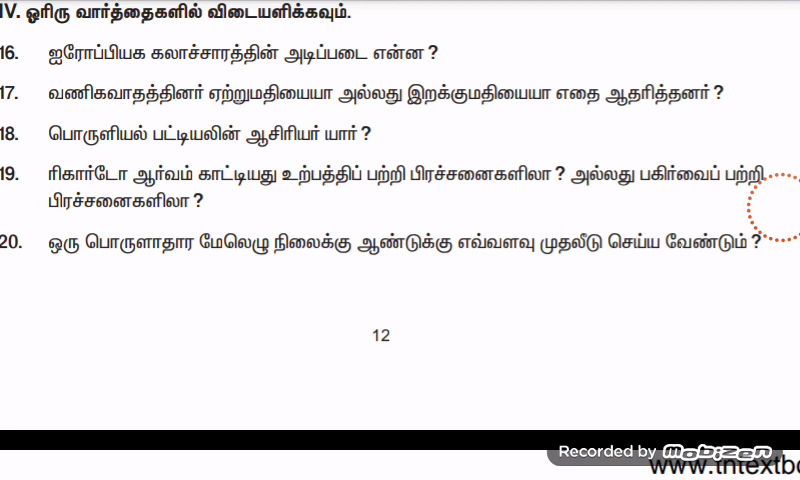 IV. ஓரிரு வார்த்தைகளில் விடையளிக்கவும்.
16. ஐரோப்பியக கலாச்சாரத்தின் அடிப்படை என்ன ?
17. வணிகவாதத்தினர் ஏற்றுமதியையா அல்லது இறக்குமதியையா எதை ஆதரித்தனர் ?
18. பொருளியல் பட்டியலின் ஆசிரியர் யார் ?
19. ரிகார்டோ ஆர்வம் காட்டியது உற்பத்திப் பற்றி பிரச்சனைகளிலா ? அல்லது பகிர்வைப் பற்றி
பிரச்சனைகளிலா ?
20. ஒரு பொருளாதார மேலெழு நிலைக்கு ஆண்டுக்கு எவ்வளவு முதலீடு செய்ய வேண்டும் ?
12
Recorded by mobizen